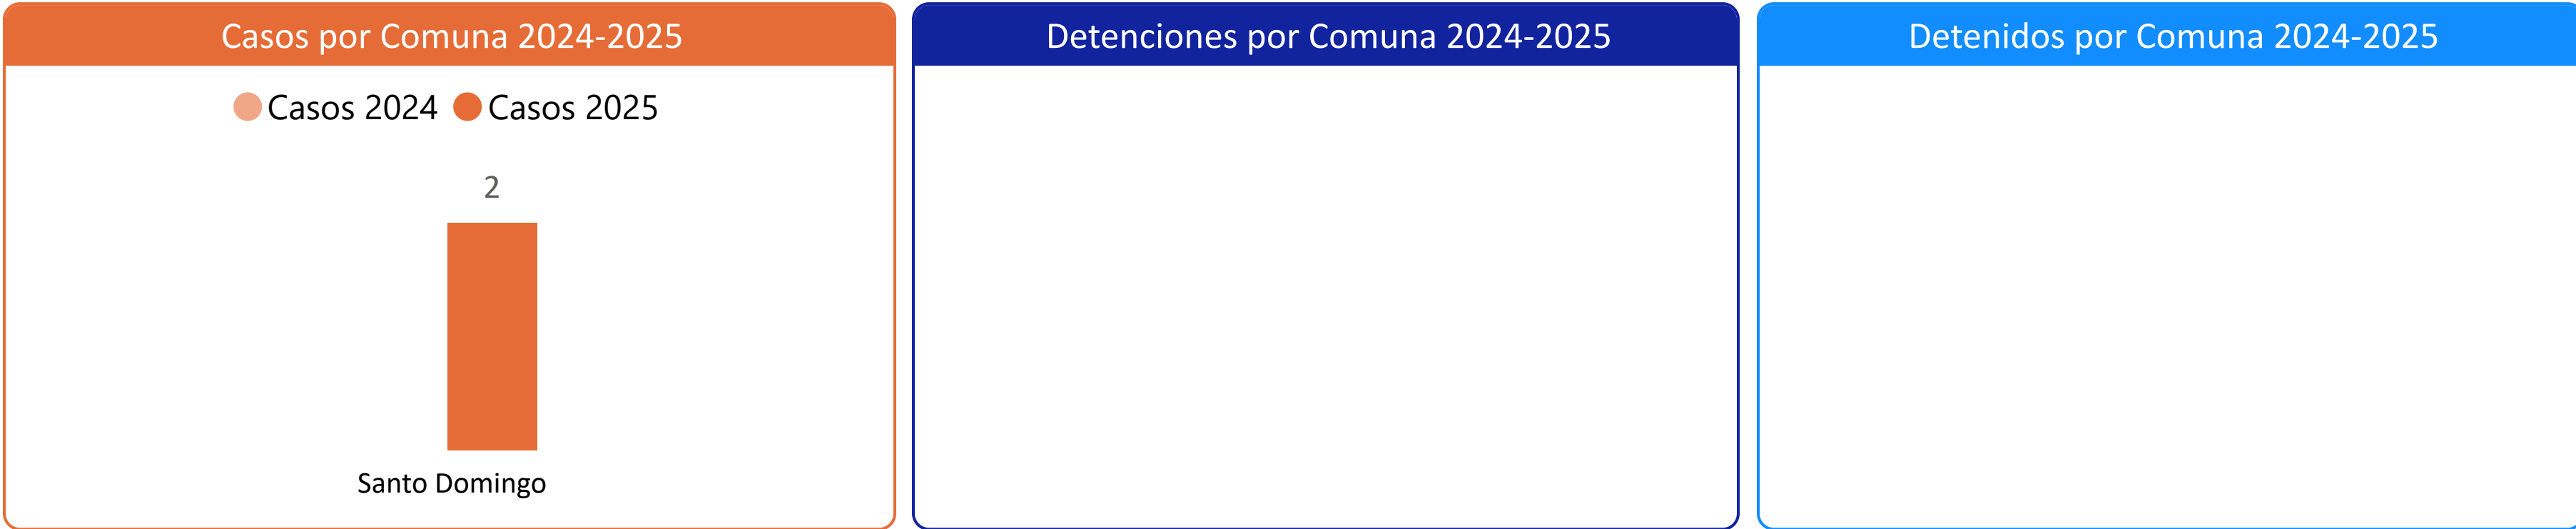 Casos por Comuna 2024-2025
Casos 2024 Casos 2025
2
Santo Domingo
Detenciones por Comuna 2024-2025
Detenidos por Comuna 2024-2025